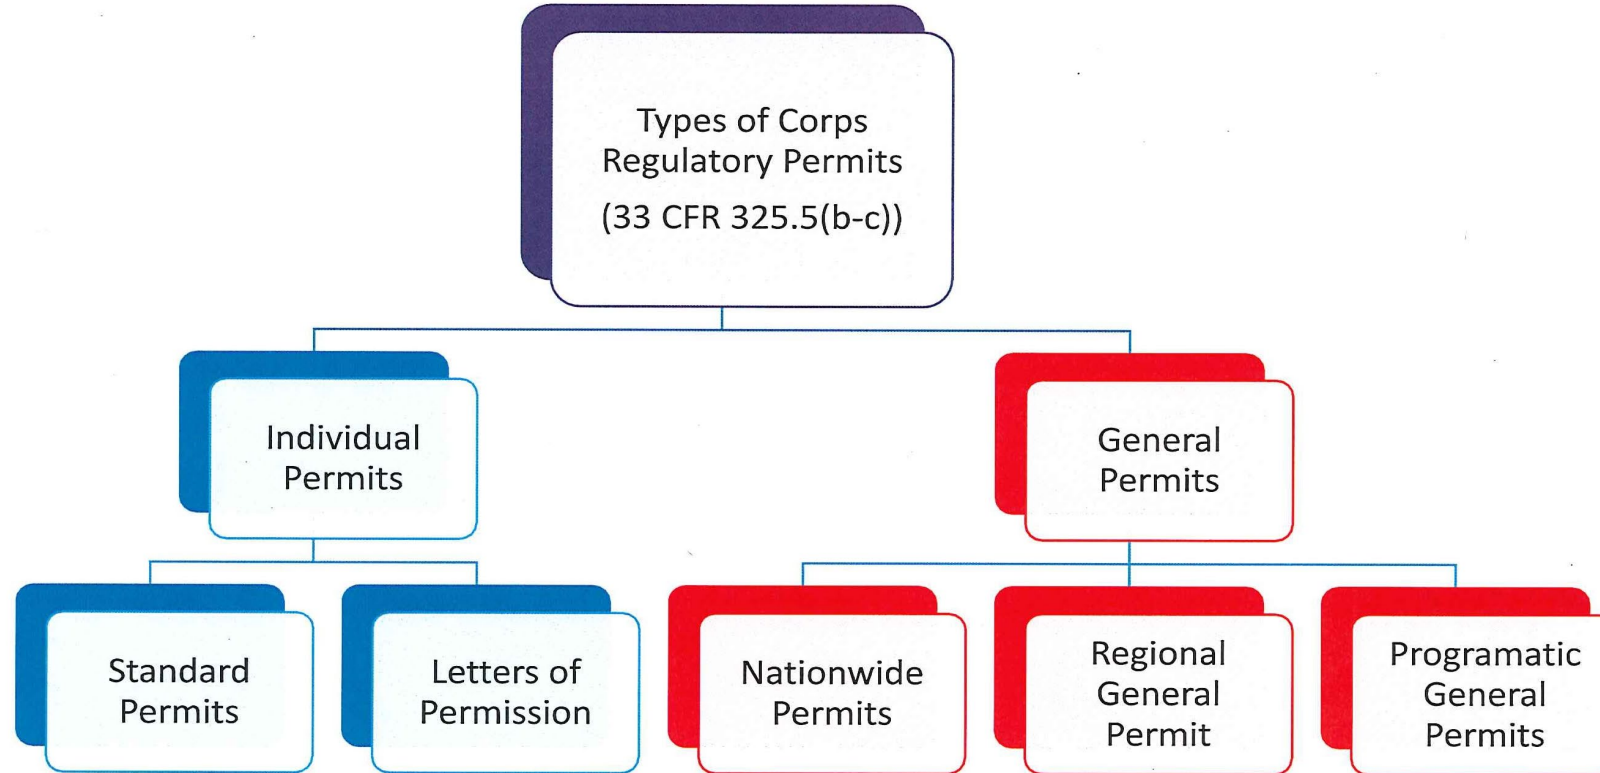 Types of Corps
Regulatory Permits
(33 CFR 325.5(b-c))
Individual
Permits
General
Permits
Standard
Permits
Letters of
Permission
Nationwide
Permits
Regional
General
Permit
Programatic
General
Permits